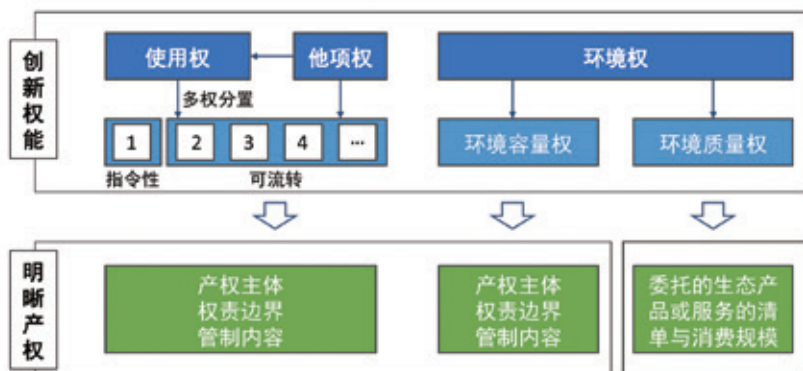 创新权能
使用权
他项权
环境权
多权分置
1
2
3
4
...
环境容量权
环境质量权
指令性
可流转
明晰产权
产权主体
权责边界
管制内容
产权主体
权责边界
管制内容
委托的生态产
品或服务的清
单与消费规模